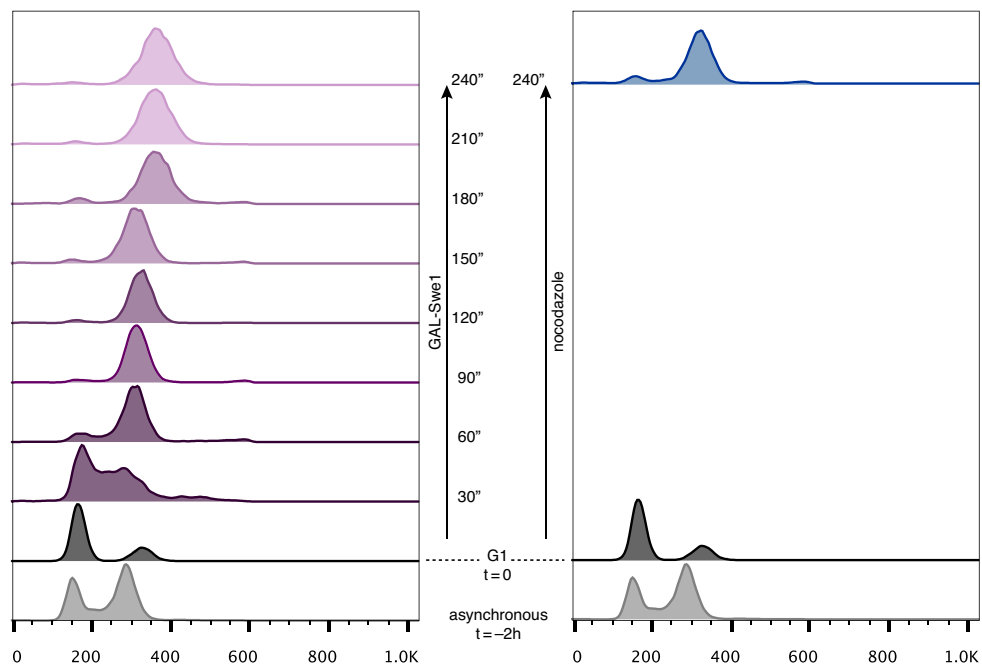 240”
240”
210”
180”
150”
120”
90”
60”
30”
GAL-Swe1
nocodazole
G1
t=0
asynchronous
t=–2h
0 200 400 600 800 1.0K
0 200 400 600 800 1.0K